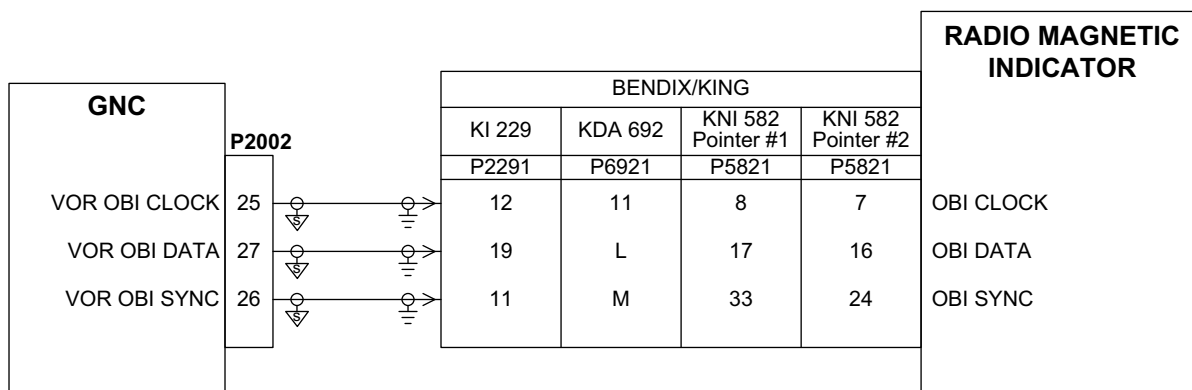 RADIO MAGNETIC
INDICATOR
GNC
P2002
BENDIX/KING
KI 229 KDA 692 KNI 582 Pointer #1 KNI 582 Pointer #2
P2291 P6921 P5821 P5821
VOR OBI CLOCK 25 S 12 11 8 7 OBI CLOCK
VOR OBI DATA 27 S 19 L 17 16 OBI DATA
VOR OBI SYNC 26 S 11 M 33 24 OBI SYNC